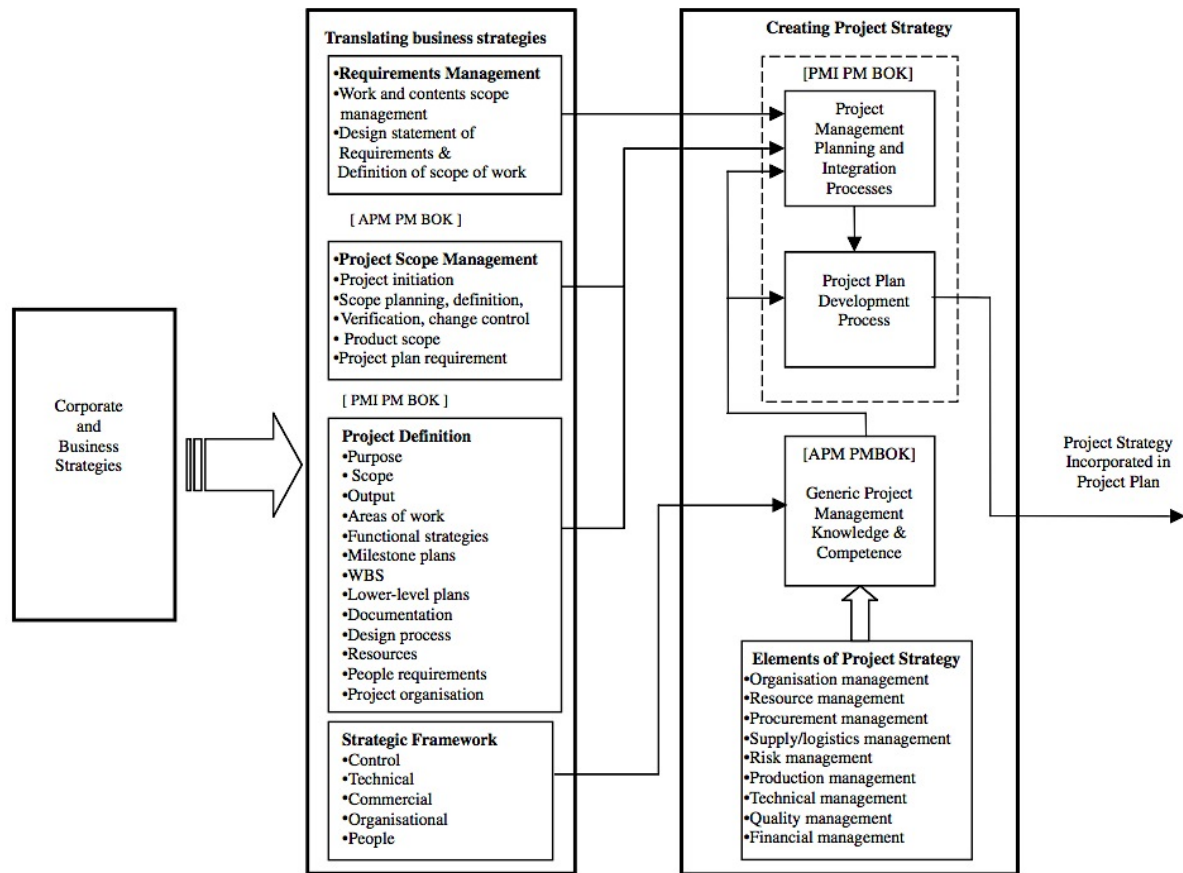 Corporate
and
Business
Strategies
Translating business strategies
•Requirements Management
•Work and contents scope
management
•Design statement of
Requirements &
Definition of scope of work
[ APM PM BOK ]
•Project Scope Management
•Project initiation
•Scope planning, definition,
•Verification, change control
• Product scope
•Project plan requirement
[ PMI PM BOK ]
Project Definition
•Purpose
• Scope
•Output
•Areas of work
•Functional strategies
•Milestone plans
•WBS
•Lower-level plans
•Documentation
•Design process
•Resources
•People requirements
•Project organisation
Strategic Framework
•Control
•Technical
•Commercial
•Organisational
•People
Creating Project Strategy
[PMI PM BOK]
Project
Management
Planning and
Integration
Processes
Project Plan
Development
Process
[APM PMBOK]
Generic Project
Management
Knowledge &
Competence
Elements of Project Strategy
•Organisation management
•Resource management
•Procurement management
•Supply/logistics management
•Risk management
•Production management
•Technical management
•Quality management
•Financial management
Project Strategy
Incorporated in
Project Plan